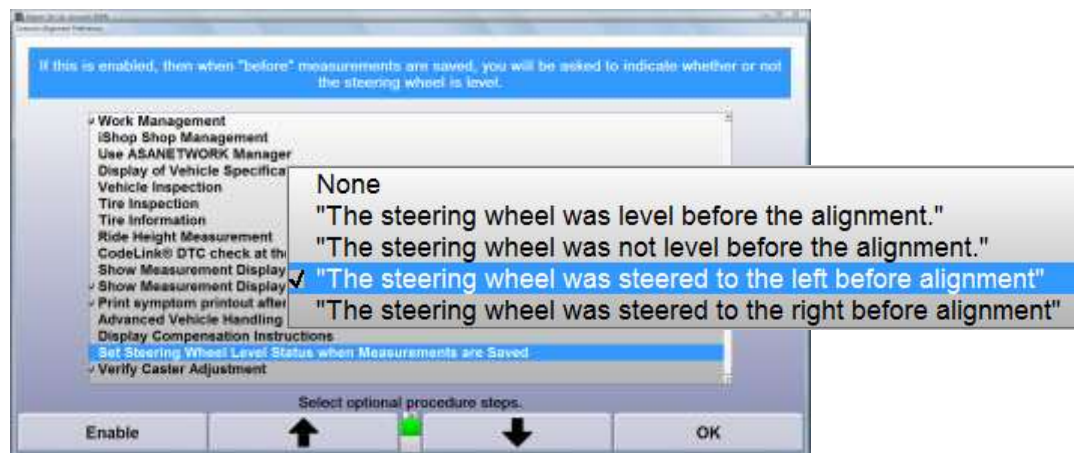 If this is enabled, then when "before" measurements are saved, you will be asked to indicate whether or not
the steering wheel is level.
Work Management
iShop Shop Management
Use ASANETWORK Manager
Display of Vehicle Specifica
Vehicle Inspection
Tire Inspection
Tire Information
Ride Height Measurement
CodeLink® DTC check at th
Show Measurement Display
Show Measurement Display
Print symptom printout after
Advanced Vehicle Handling
Display Compensation Instructions
Set Steering Wheel Level Status when Measurements are Saved
Verify Caster Adjustment
None
"The steering wheel was level before the alignment."
"The steering wheel was not level before the alignment."
"The steering wheel was steered to the left before alignment"
"The steering wheel was steered to the right before alignment"
Select optional procedure steps.
Enable
OK